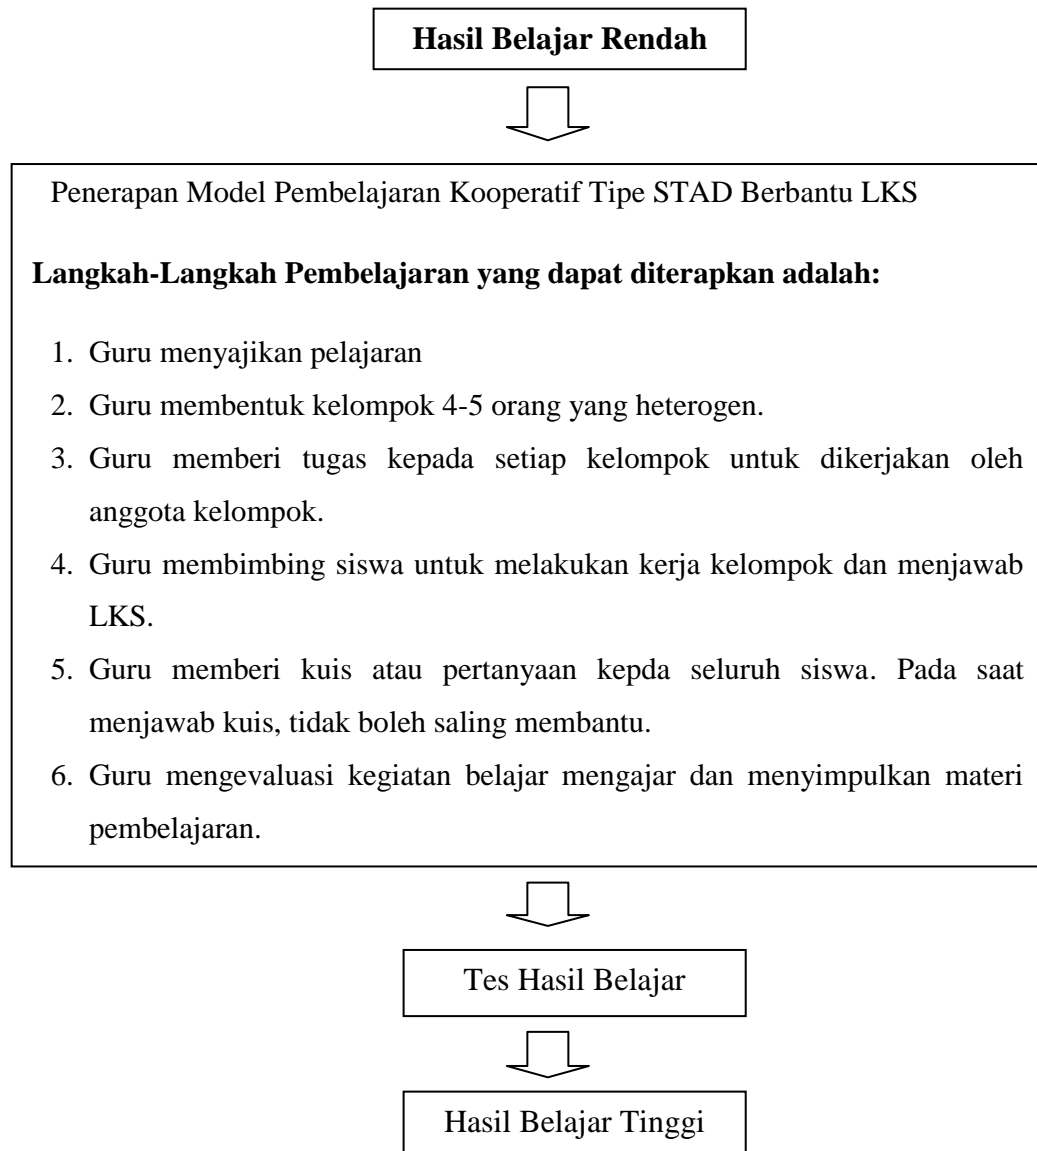 Hasil Belajar Rendah
Penerapan Model Pembelajaran Kooperatif Tipe STAD Berbantu LKS
Langkah-Langkah Pembelajaran yang dapat diterapkan adalah:
1. Guru menyajikan pelajaran
2. Guru membentuk kelompok 4-5 orang yang heterogen.
3. Guru memberi tugas kepada setiap kelompok untuk dikerjakan oleh
anggota kelompok.
4. Guru membimbing siswa untuk melakukan kerja kelompok dan menjawab
LKS.
5. Guru memberi kuis atau pertanyaan kepda seluruh siswa. Pada saat
menjawab kuis, tidak boleh saling membantu.
6. Guru mengevaluasi kegiatan belajar mengajar dan menyimpulkan materi
pembelajaran.
Tes Hasil Belajar
Hasil Belajar Tinggi